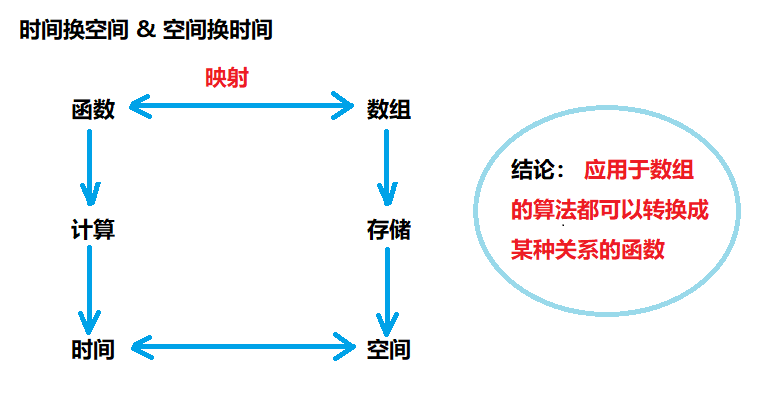 时间换空间 & 空间换时间
映射
函数
数组
结论： 应用于数组
的算法都可以转换成
某种关系的函数
计算
存储
时间
空间